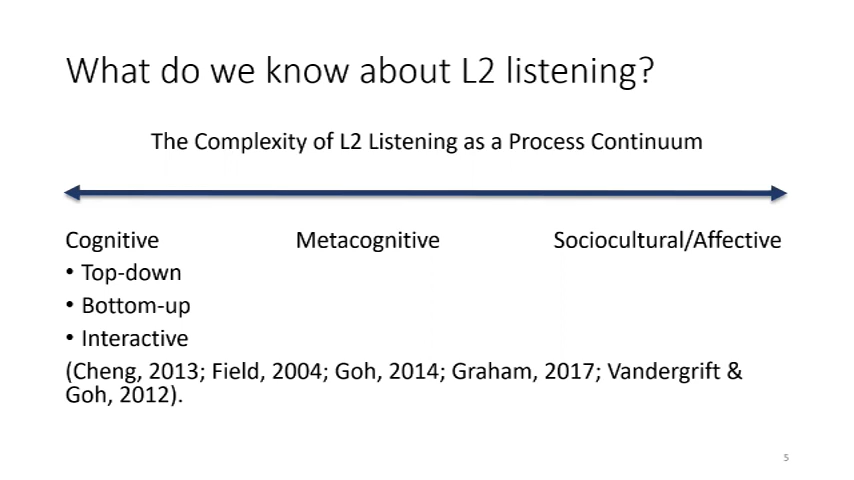 What do we know about L2 listening?
The Complexity of L2 Listening as a Process Continuum
Cognitive Metacognitive Sociocultural/Affective
• Top-down
• Bottom-up
• Interactive
(Cheng, 2013; Field, 2004; Goh, 2014; Graham, 2017; Vandergrift &
Goh, 2012).
5